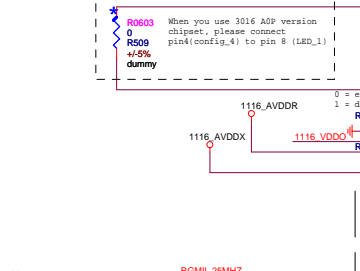 *
R0603
0
R509
+/-5%
dummy
When you use 3016 A0P version
chipset, please connect
pin4(config_4) to pin 8 (LED_1)
0 = e
1 = d
R
1116_AVDDR
1116_AVDDX
1116_VDDO
R
RGMII_25MHZ